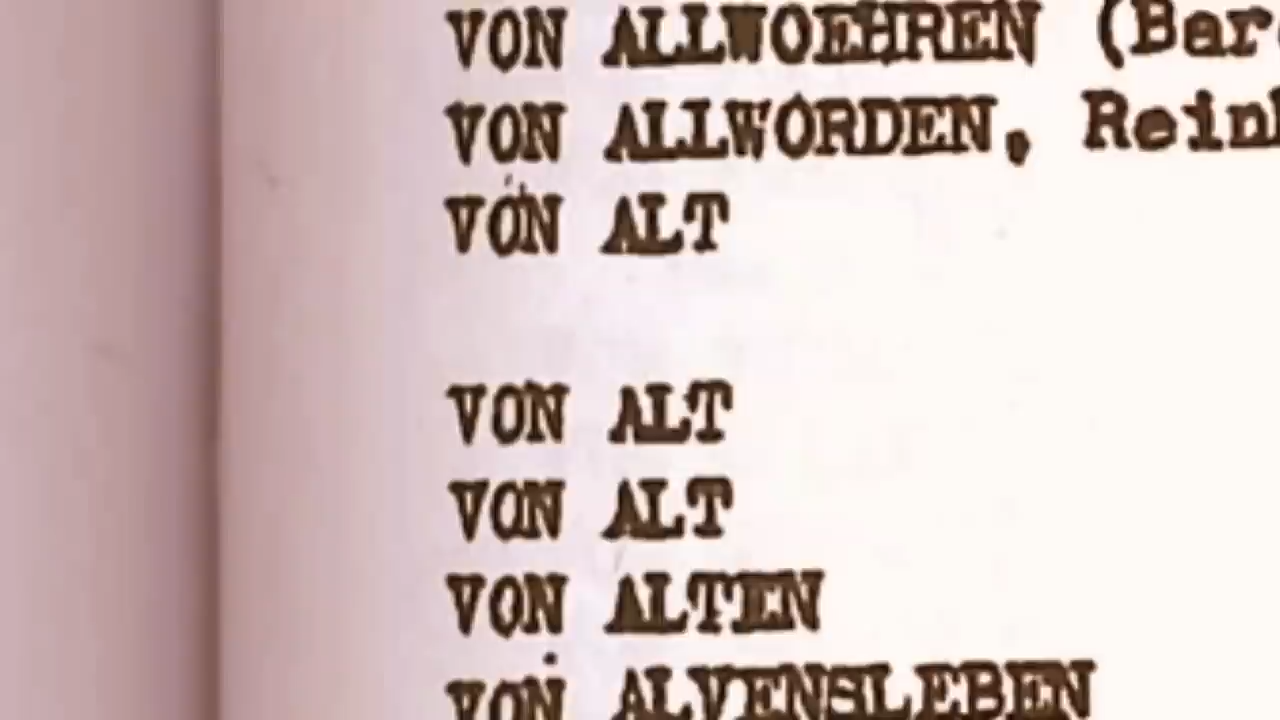 VON ALLWOEHREN (Bar
VON ALLWORDEN, Rein
VON ALT
VON ALT
VON ALT
VON ALTEN
VON ALVENSLEBEN